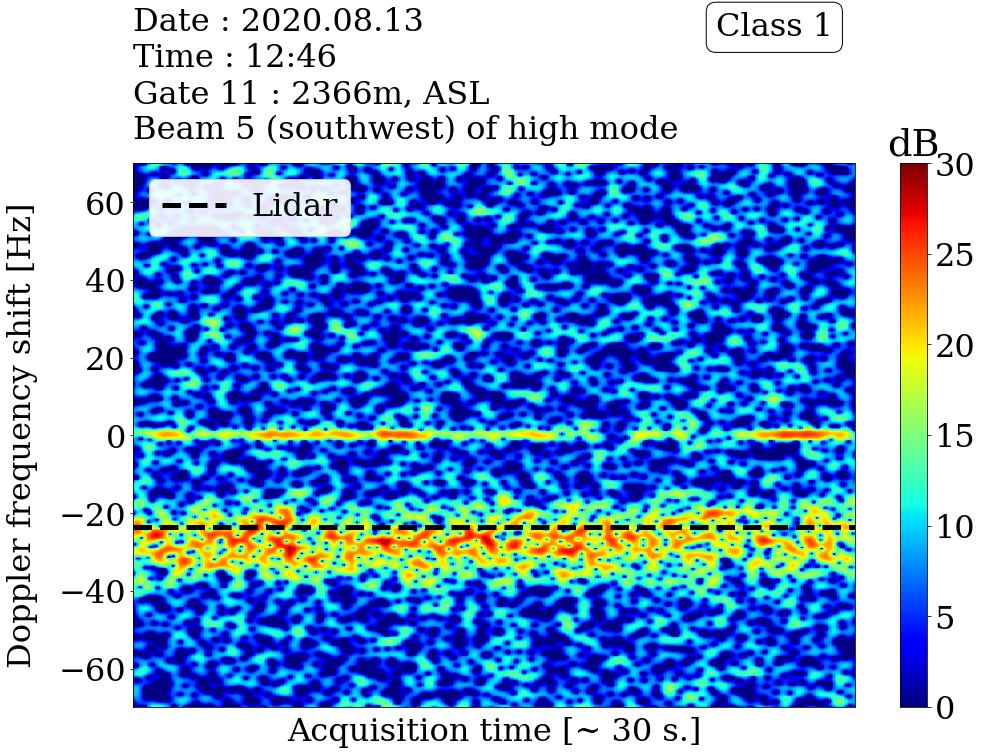 Date : 2020.08.13
Time : 12:46
Gate 11 : 2366m, ASL
Beam 5 (southwest) of high mode
Class 1
dB
Lidar
Doppler frequency shift [Hz]
60
40
20
0
−20
−40
−60
30
25
20
15
10
5
0
Acquisition time [~ 30 s.]